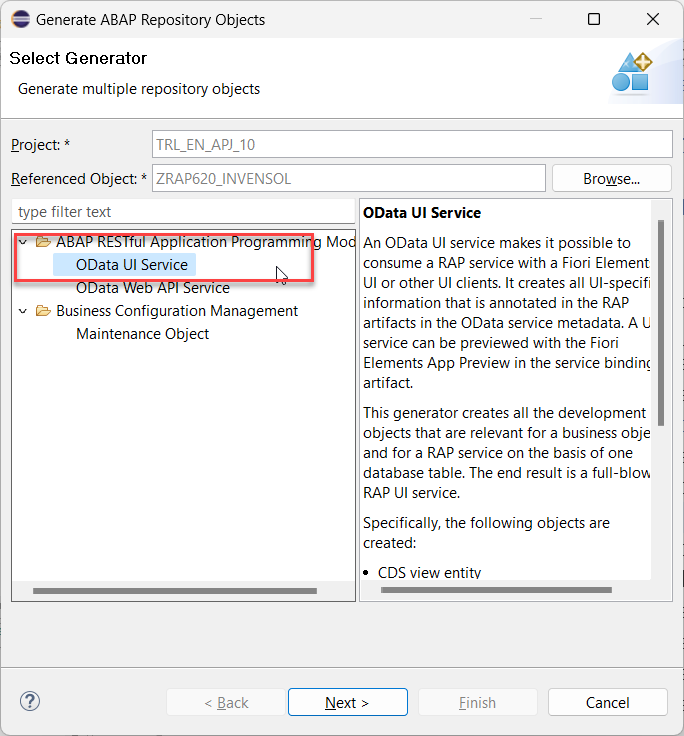 Generate ABAP Repository Objects
Select Generator
Generate multiple repository objects
Project: * TRL_EN_APJ_10
Referenced Object: * ZRAP620_INVENSOL Browse...
type filter text
ABAP RESTful Application Programming Mod
OData UI Service
OData Web API Service
Business Configuration Management
Maintenance Object
OData UI Service
An OData UI service makes it possible to
consume a RAP service with a Fiori Element
UI or other UI clients. It creates all UI-specifi
information that is annotated in the RAP
artifacts in the OData service metadata. A U
service can be previewed with the Fiori
Elements App Preview in the service binding
artifact.
This generator creates all the development
objects that are relevant for a business obje
and for a RAP service on the basis of one
database table. The end result is a full-blow
RAP UI service.
Specifically, the following objects are
created:
• CDS view entity
? < Back Next > Finish Cancel